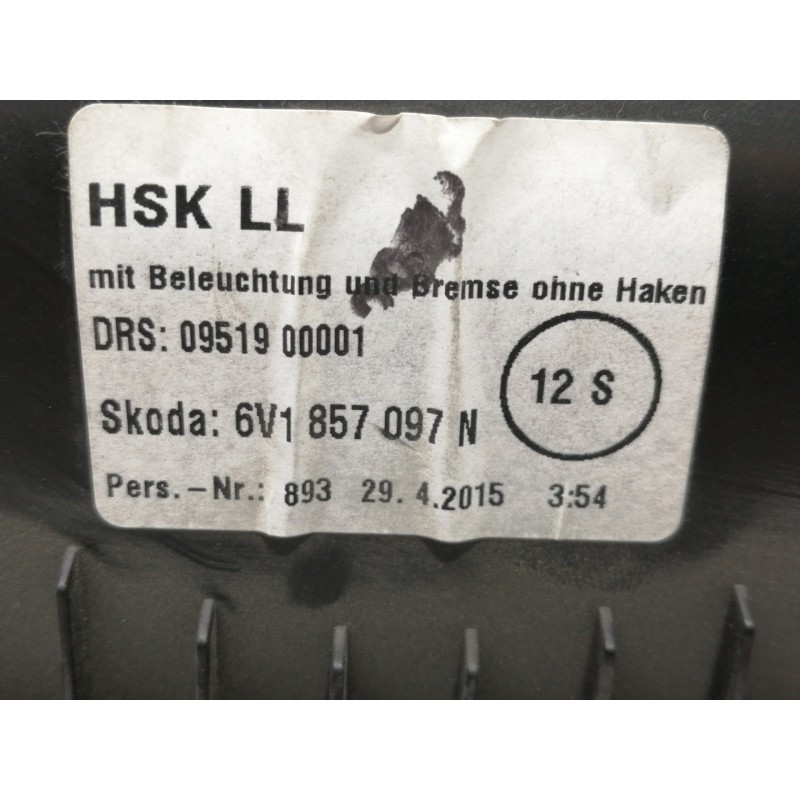 HSK LL
mit Beleuchtung und Bremse ohne Haken
DRS: 09519 00001
12 S
Skoda: 6V1 857 097 N
Pers.-Nr.: 893 29. 4.2015 3:54